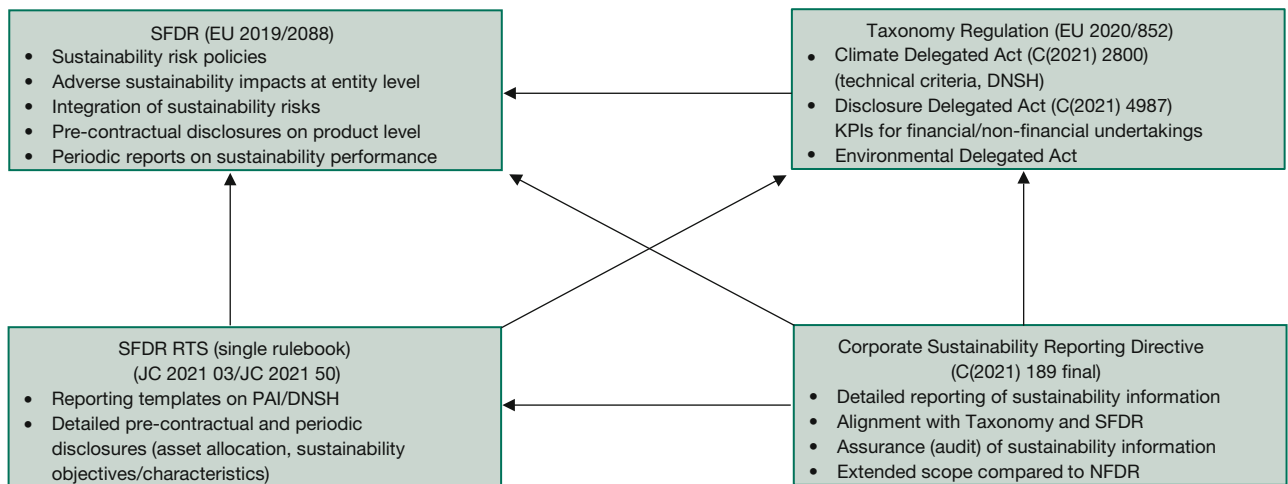 SFDR (EU 2019/2088)
• Sustainability risk policies
• Adverse sustainability impacts at entity level
• Integration of sustainability risks
• Pre-contractual disclosures on product level
• Periodic reports on sustainability performance
Taxonomy Regulation (EU 2020/852)
• Climate Delegated Act (C(2021) 2800)
(technical criteria, DNSH)
• Disclosure Delegated Act (C(2021) 4987)
KPIs for financial/non-financial undertakings
• Environmental Delegated Act
SFDR RTS (single rulebook)
(JC 2021 03/JC 2021 50)
• Reporting templates on PAI/DNSH
• Detailed pre-contractual and periodic
disclosures (asset allocation, sustainability
objectives/characteristics)
Corporate Sustainability Reporting Directive
(C(2021) 189 final)
• Detailed reporting of sustainability information
• Alignment with Taxonomy and SFDR
• Assurance (audit) of sustainability information
• Extended scope compared to NFDR